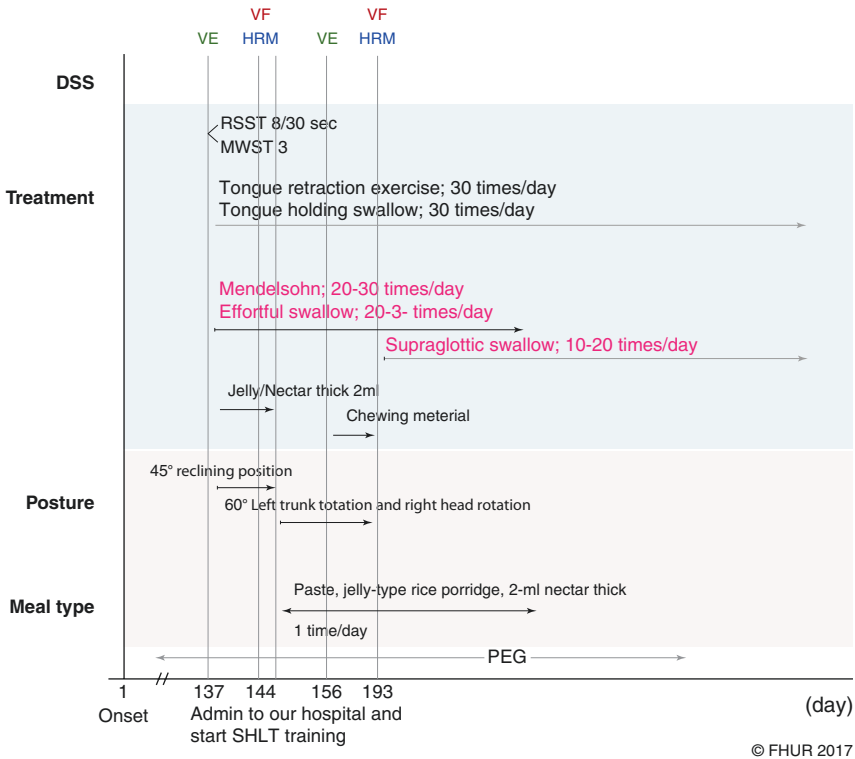 VF VF
VE HRM VE HRM
DSS
RSST 8/30 sec
MWST 3
Treatment
Tongue retraction exercise; 30 times/day
Tongue holding swallow; 30 times/day
Mendelsohn; 20-30 times/day
Effortful swallow; 20-3- times/day
Supraglottic swallow; 10-20 times/day
Jelly/Nectar thick 2ml
Chewing meterial
45° reclining position
Posture
60° Left trunk totation and right head rotation
Paste, jelly-type rice porridge, 2-ml nectar thick
Meal type
1 time/day
PEG
1 137 144 156 193
(day)
Onset
Admin to our hospital and
start SHLT training
© FHUR 2017